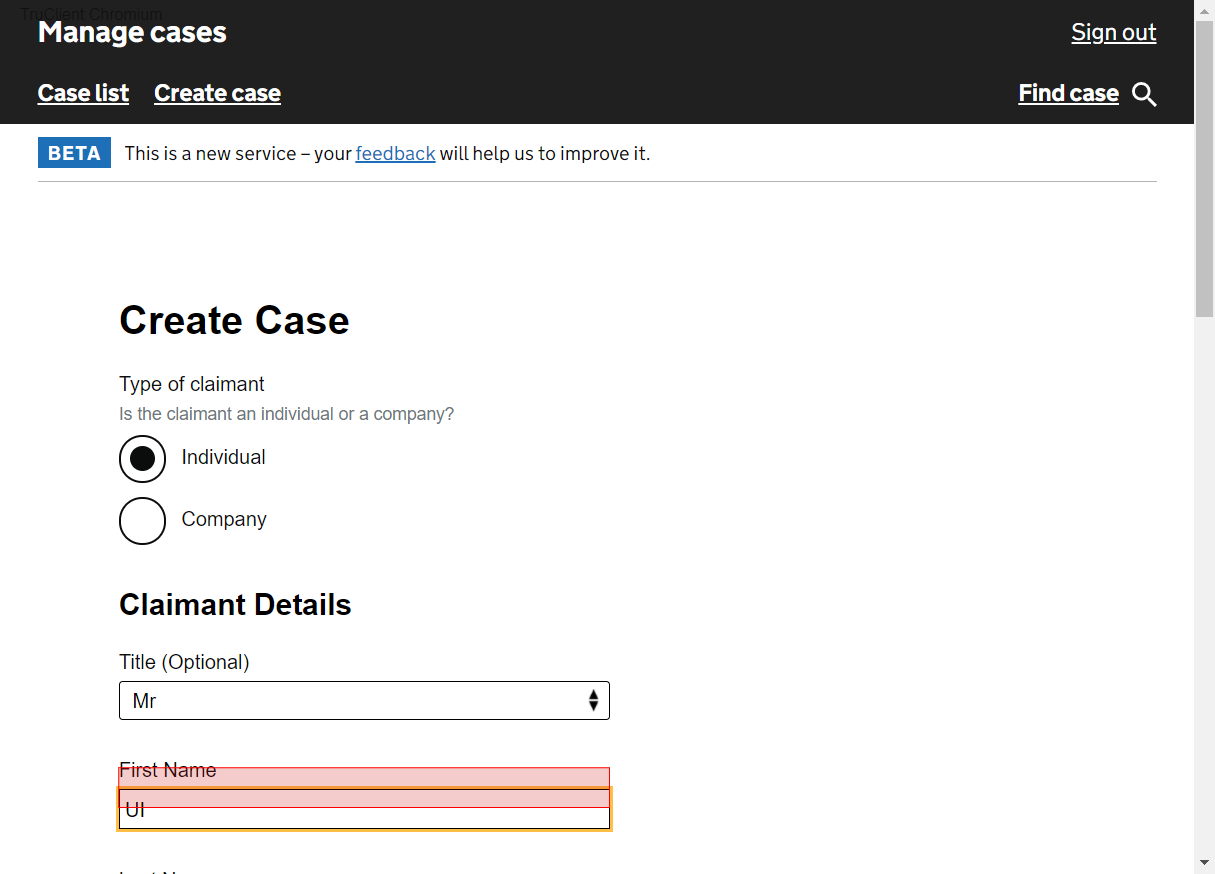 TruClient Chromium
Manage cases
Sign out
Case list Create case Find case
BETA This is a new service – your feedback will help us to improve it.
Create Case
Type of claimant
Is the claimant an individual or a company?
Individual
Company
Claimant Details
Title (Optional)
Mr
First Name
UI